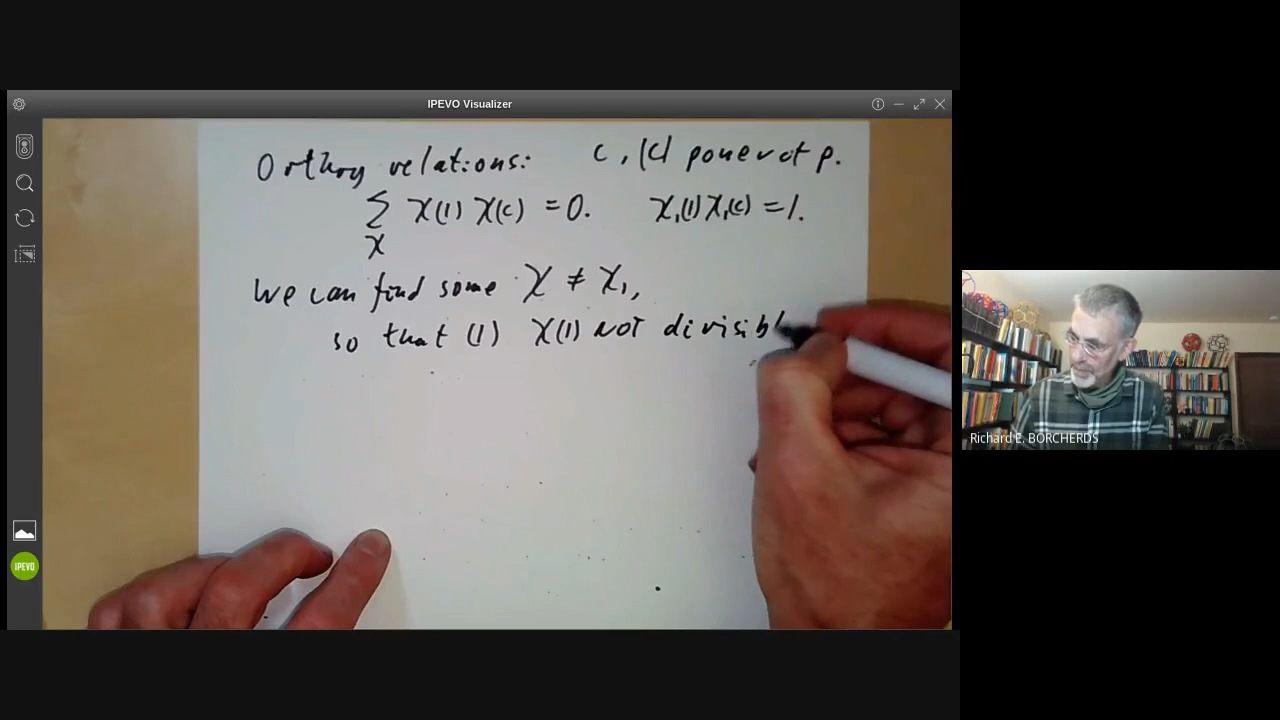 IPEVO Visualizer
Orthog relations: c, |C| power of p.
∑ χ(1) χ(c) = 0. χ₁(1) χ₁(c) = 1.
χ
We can find some χ ≠ χ₁,
so that (1) χ(1) NOT divisibl
Richard E. BORCHERDS
IPEVO